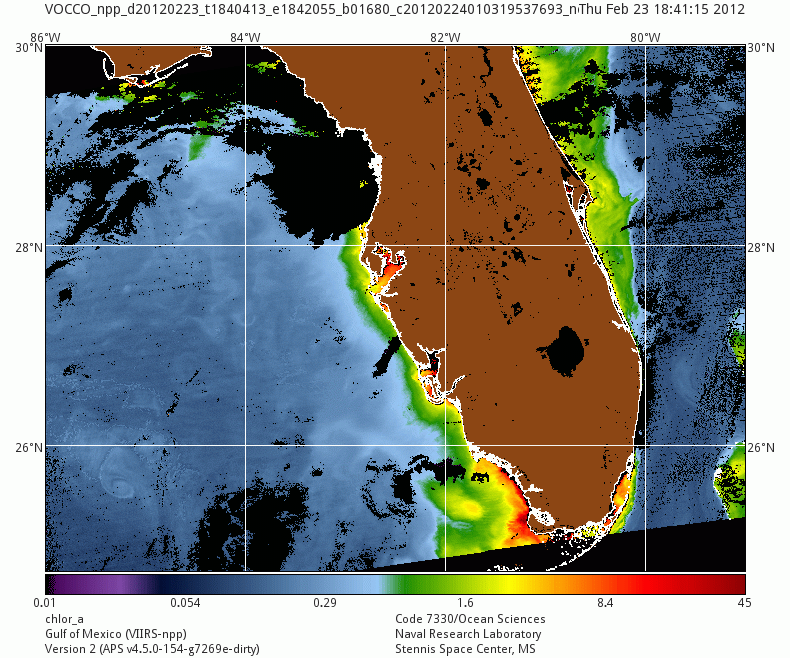 VOCCO_npp_d20120223_t1840413_e1842055_b01680_c20120224010319537693_n Thu Feb 23 18:41:15 2012
86°W 84°W 82°W 80°W
30°N 30°N
28°N 28°N
26°N 26°N
0.01 0.054 0.29 1.6 8.4 45
chlor_a Code 7330/Ocean Sciences
Gulf of Mexico (VIIRS-npp) Naval Research Laboratory
Version 2 (APS v4.5.0-154-g7269e-dirty) Stennis Space Center, MS